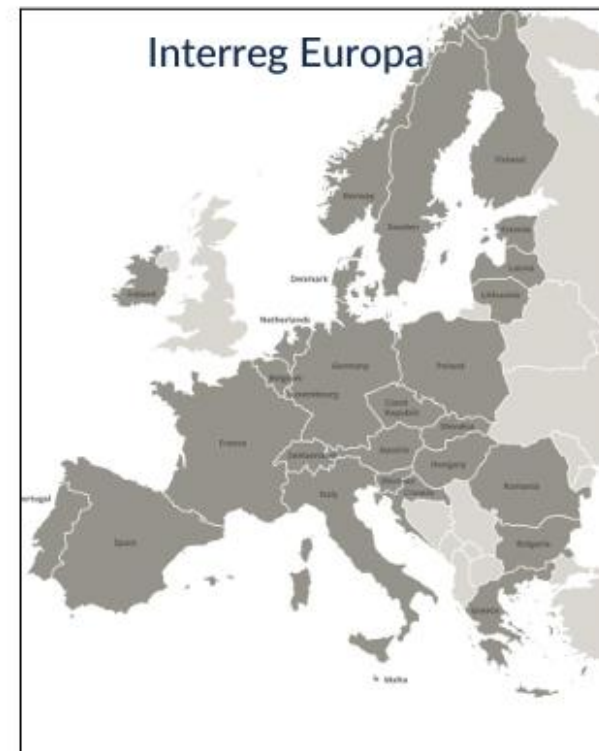 Interreg Europa
Finland
Norway
Sweden
Estonia
Latvia
Denmark
Lithuania
Ireland
Netherlands
Germany
Poland
Belgium
Luxembourg
Czech
Republic
Slovakia
France
Austria
Switzerland
Hungary
Slovenia
Romania
Croatia
Italy
ortugal
Bulgaria
Spain
Greece
Malta